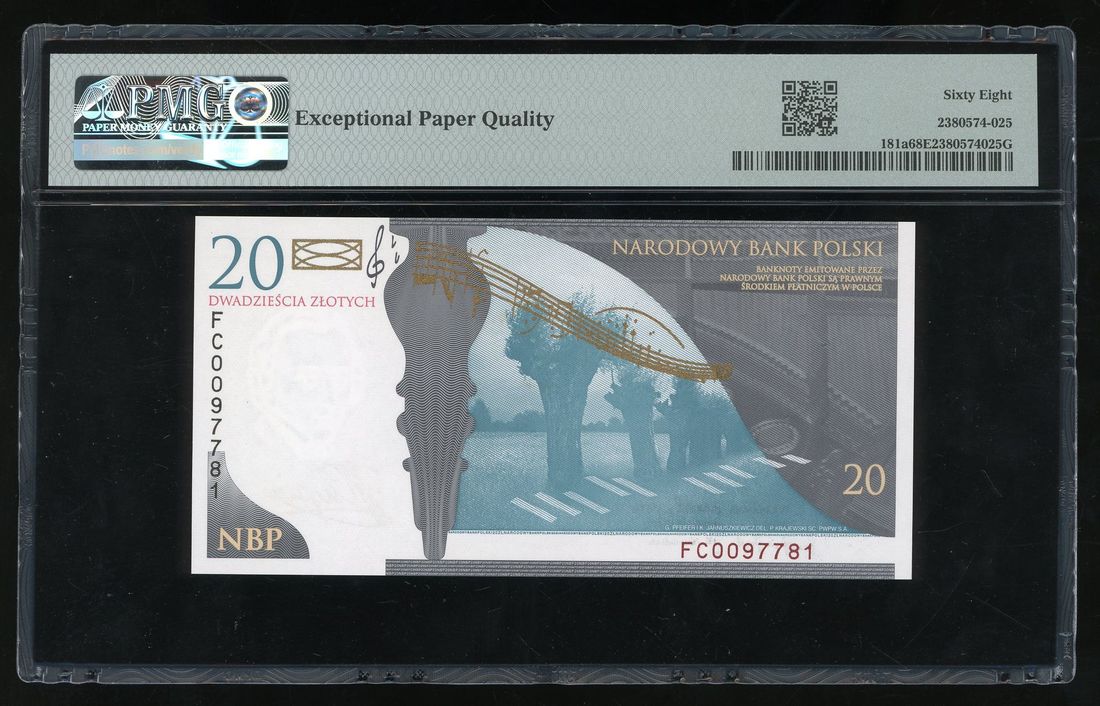 PMG
PAPER MONEY GUARANTY
Exceptional Paper Quality
Sixty Eight
2380574-025
181a68E2380574025G
20
DWADZIEŚCIA ZŁOTYCH
FC0097781
NBP
NARODOWY BANK POLSKI
BANKNOTY EMITOWANE PRZEZ
NARODOWY BANK POLSKI SĄ PRAWNYM
ŚRODKIEM PŁATNICZYM W POLSCE
20
G. PFEIFER I K. JARNUSZKIEWICZ DEL. P. KRAJEWSKI SC. PWPW S.A.
FC0097781